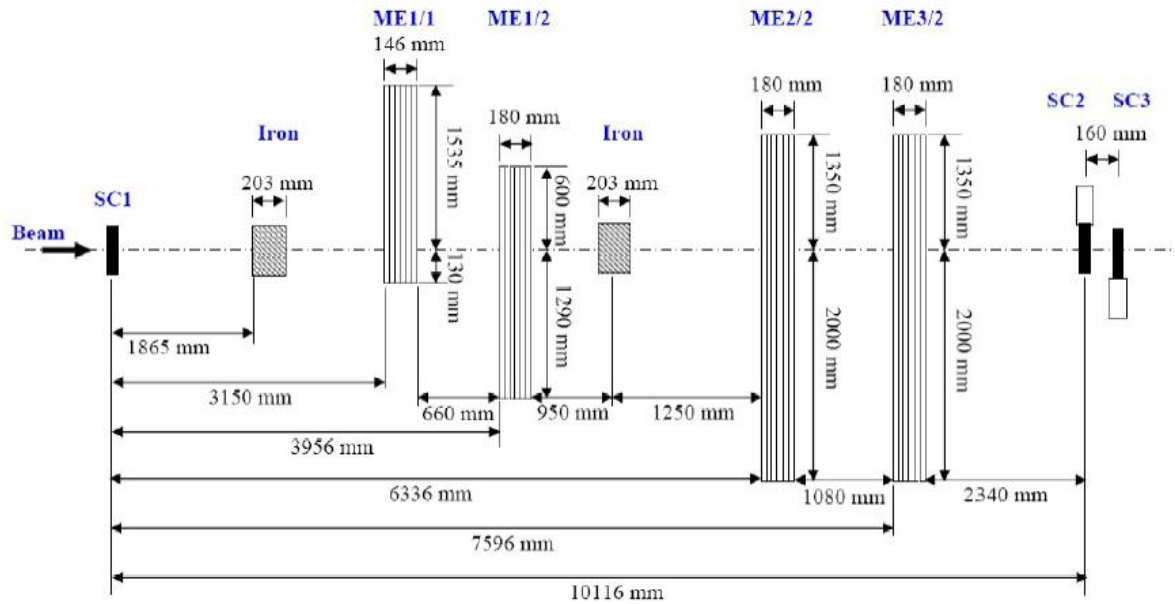 ME1/1
ME1/2
ME2/2
ME3/2
146 mm
180 mm
180 mm
180 mm
SC2
SC3
160 mm
Iron
Iron
1535 mm
600 mm
1350 mm
1350 mm
203 mm
203 mm
SC1
Beam
130 mm
1290 mm
2000 mm
2000 mm
1865 mm
3150 mm
660 mm
950 mm
1250 mm
3956 mm
6336 mm
1080 mm
2340 mm
7596 mm
10116 mm